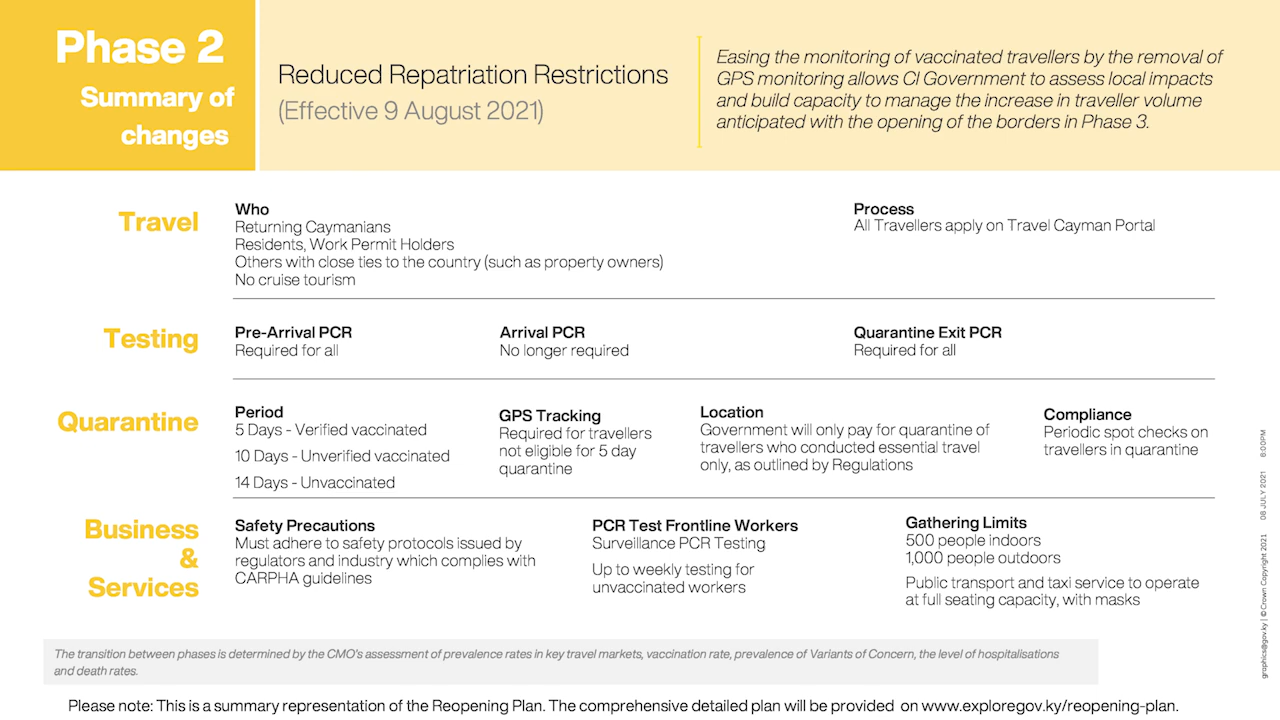 Phase 2
Summary of
changes
Reduced Repatriation Restrictions
(Effective 9 August 2021)
Easing the monitoring of vaccinated travellers by the removal of
GPS monitoring allows CI Government to assess local impacts
and build capacity to manage the increase in traveller volume
anticipated with the opening of the borders in Phase 3.
Travel
Who
Returning Caymanians
Residents, Work Permit Holders
Others with close ties to the country (such as property owners)
No cruise tourism
Process
All Travellers apply on Travel Cayman Portal
Testing
Pre-Arrival PCR
Required for all
Arrival PCR
No longer required
Quarantine Exit PCR
Required for all
Quarantine
Period
5 Days - Verified vaccinated
10 Days - Unverified vaccinated
14 Days - Unvaccinated
GPS Tracking
Required for travellers
not eligible for 5 day
quarantine
Location
Government will only pay for quarantine of
travellers who conducted essential travel
only, as outlined by Regulations
Compliance
Periodic spot checks on
travellers in quarantine
Business
&
Services
Safety Precautions
Must adhere to safety protocols issued by
regulators and industry which complies with
CARPHA guidelines
PCR Test Frontline Workers
Surveillance PCR Testing
Up to weekly testing for
unvaccinated workers
Gathering Limits
500 people indoors
1,000 people outdoors
Public transport and taxi service to operate
at full seating capacity, with masks
The transition between phases is determined by the CMO's assessment of prevalence rates in key travel markets, vaccination rate, prevalence of Variants of Concern, the level of hospitalisations
and death rates.
Please note: This is a summary representation of the Reopening Plan. The comprehensive detailed plan will be provided on www.exploregov.ky/reopening-plan.
graphics@gov.ky | © Crown Copyright 2021 08 JULY 2021 6:00PM